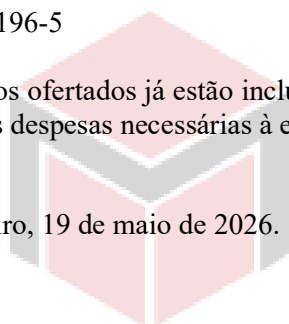 196-5
os ofertados já estão inclu
s despesas necessárias à e
ro, 19 de maio de 2026.